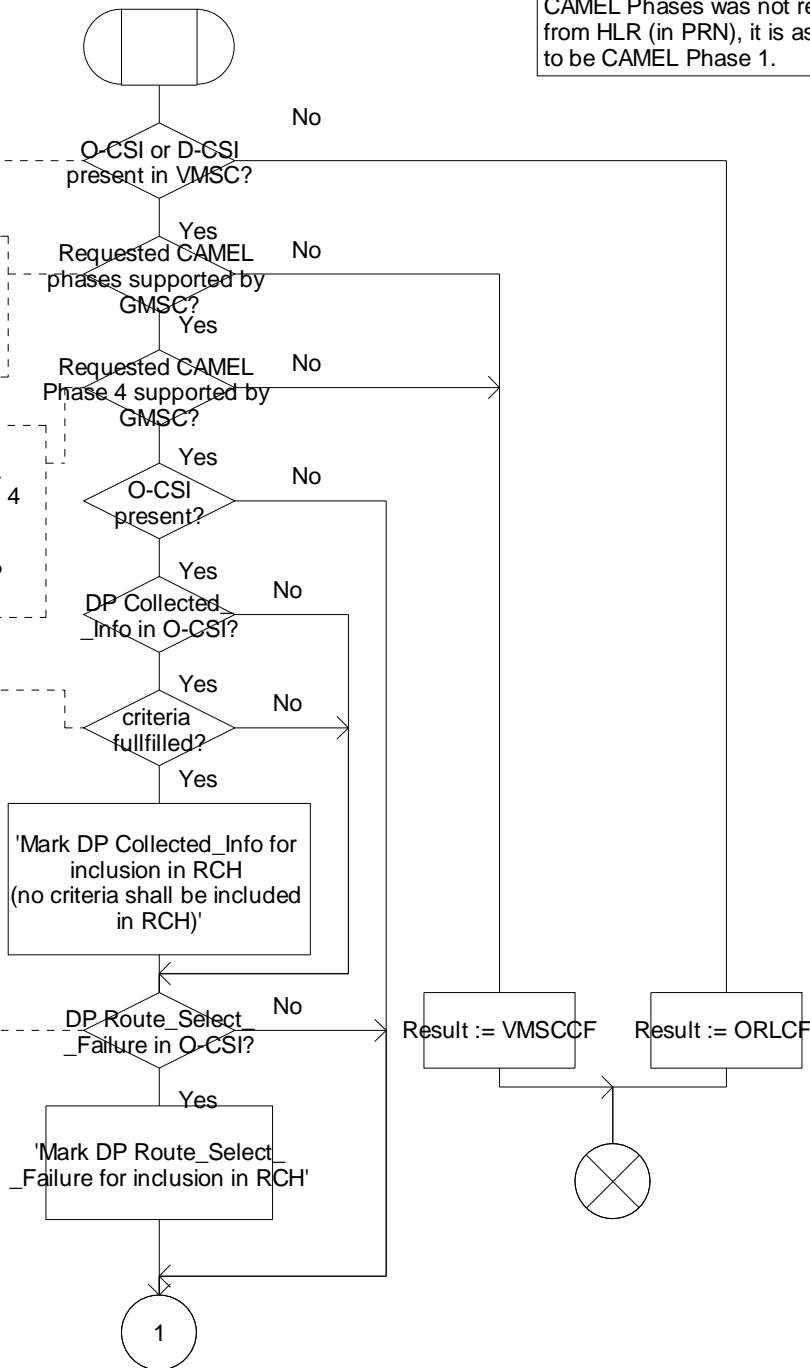 CAMEL Phases was not
from HLR (in PRN), it is
to be CAMEL Phase 1.
No
O-CSI or D-CSI
present in VMSC?
Yes
Requested CAMEL
phases supported by
GMSC?
No
Yes
Requested CAMEL
Phase 4 supported by
GMSC?
No
Yes
4
O-CSI
present?
No
Yes
DP Collected_
_Info in O-CSI?
No
Yes
criteria
fullfilled?
No
Yes
'Mark DP Collected_Info for
inclusion in RCH
(no criteria shall be included
in RCH)'
DP Route_Select_
_Failure in O-CSI?
No
Result := VMSCCF
Result := ORLCF
Yes
'Mark DP Route_Select_
_Failure for inclusion in RCH'
1